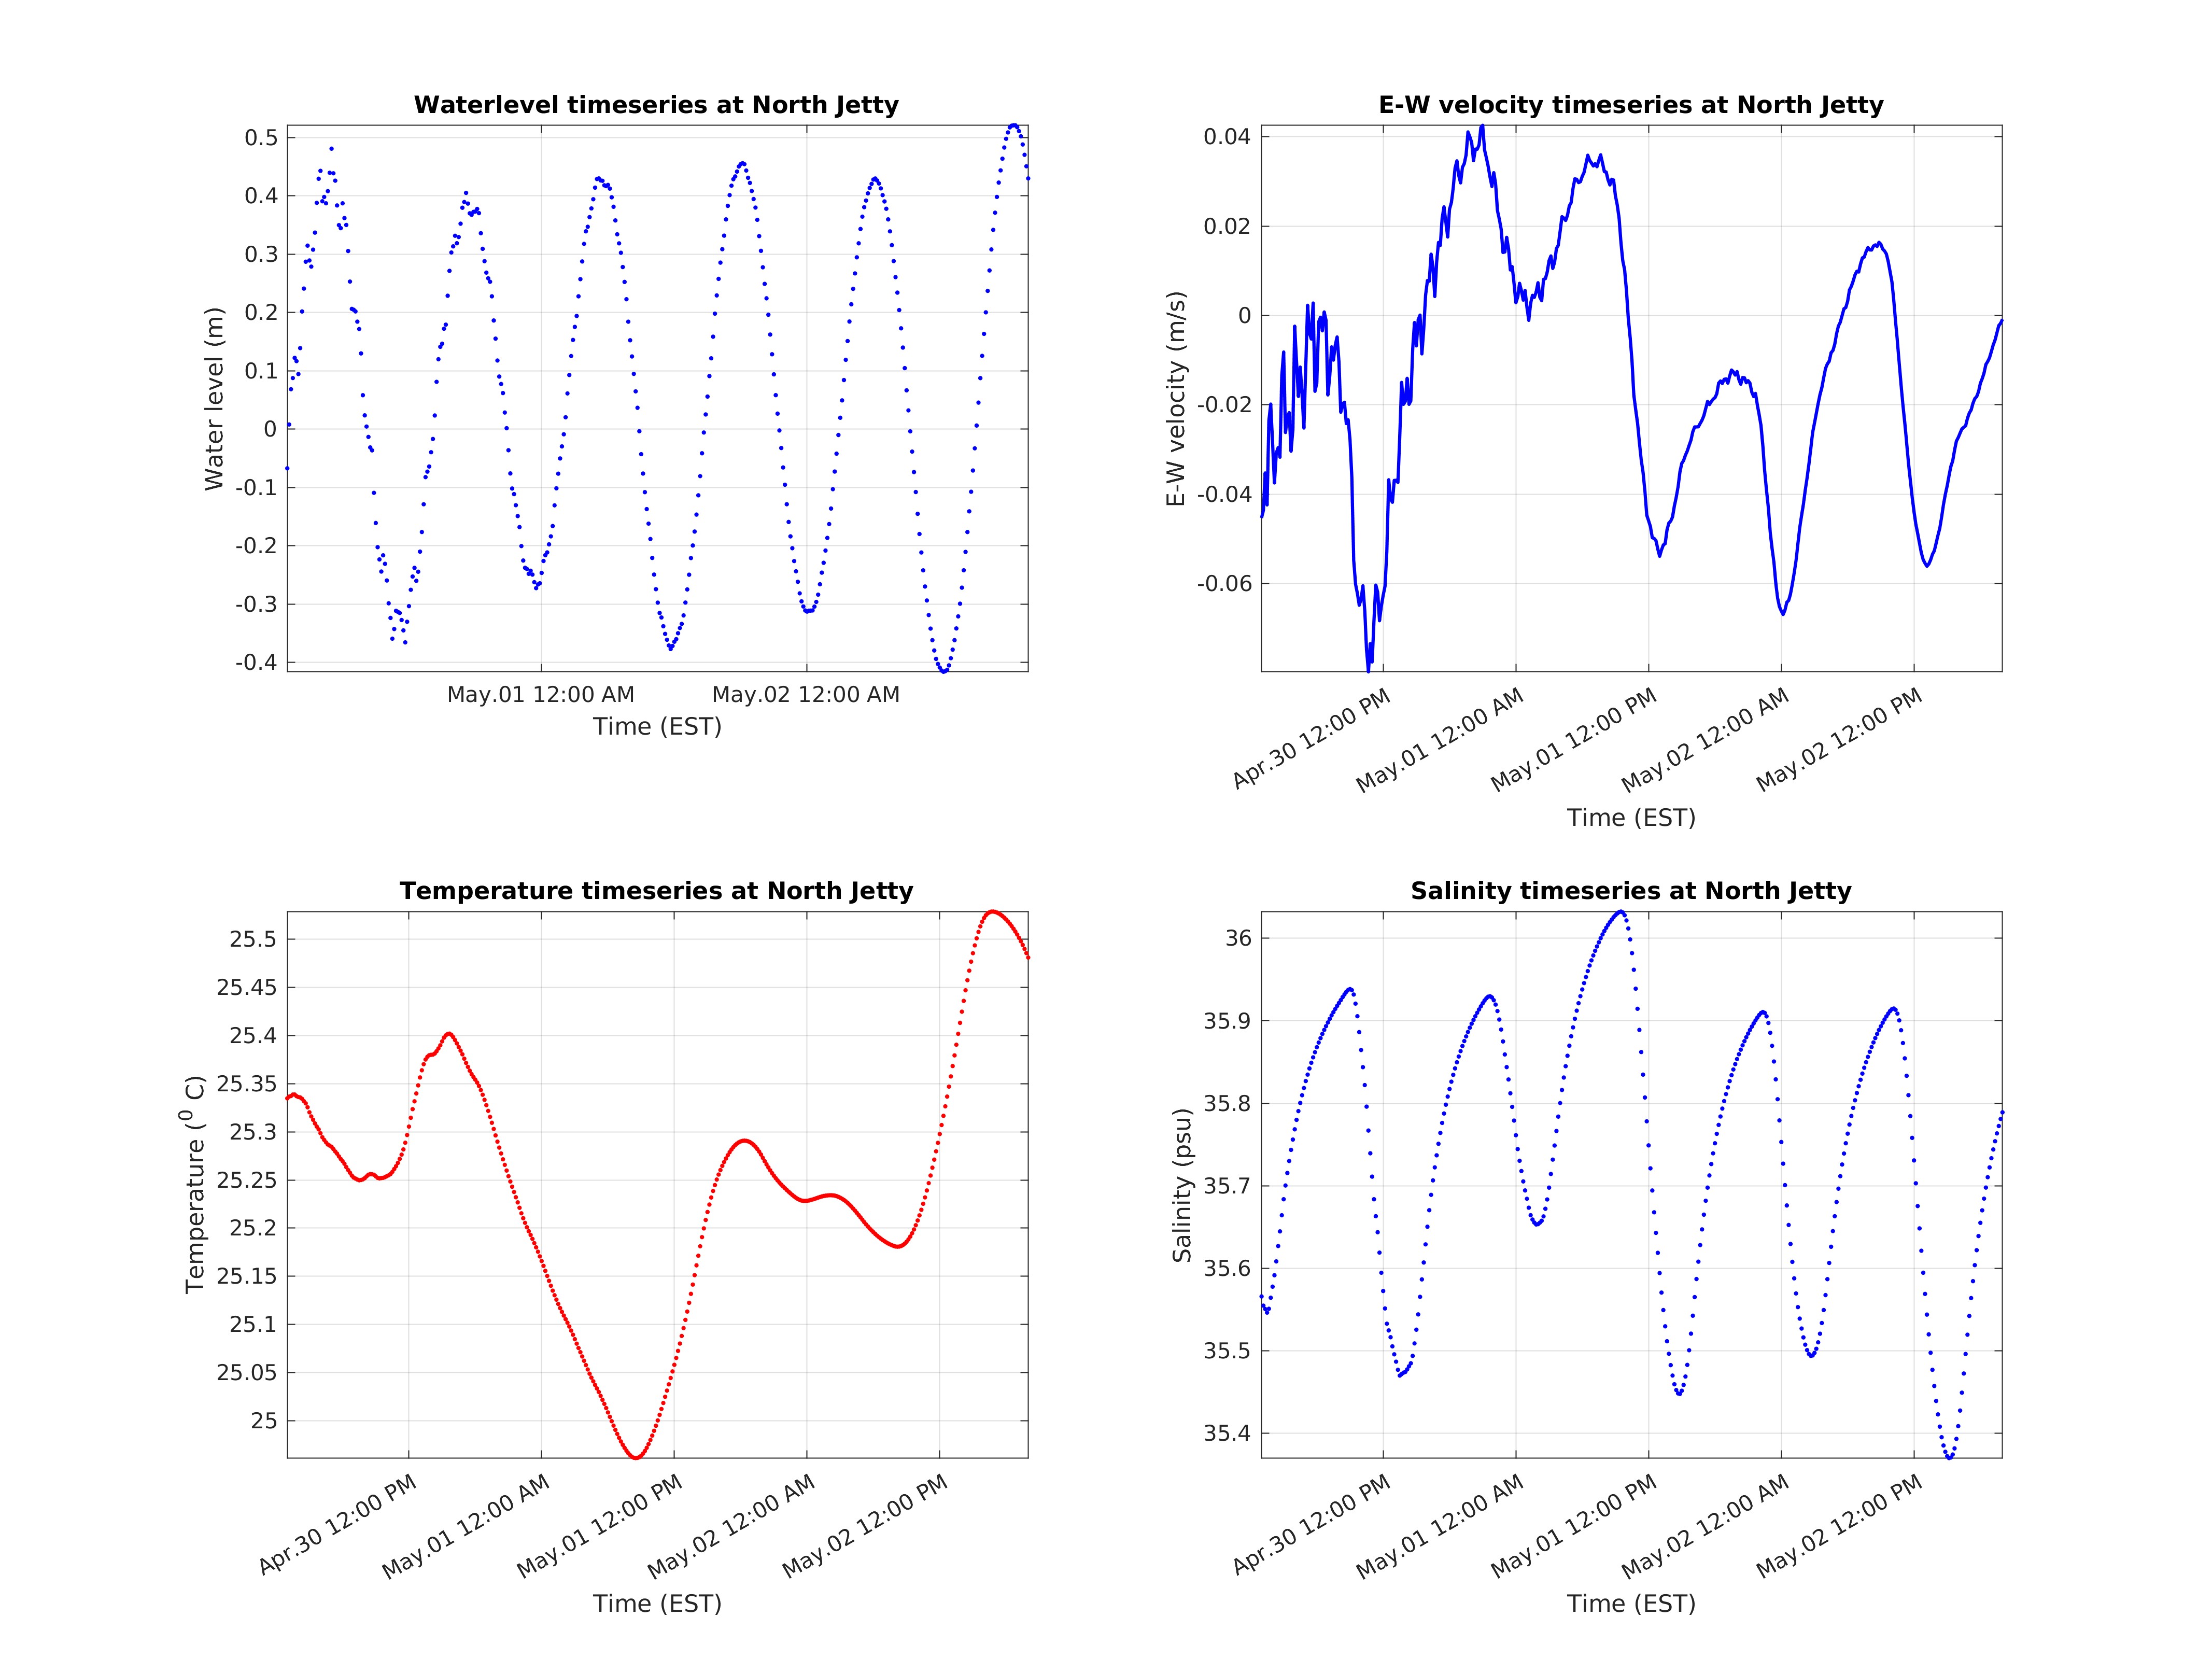 Waterlevel timeseries at North Jetty
0.5
0.4
0.3
0.2
0.1
0
-0.1
-0.2
-0.3
-0.4
Water level (m)
May.01 12:00 AM
May.02 12:00 AM
Time (EST)
E-W velocity timeseries at North Jetty
0.04
0.02
0
-0.02
-0.04
-0.06
E-W velocity (m/s)
Apr.30 12:00 PM
May.01 12:00 AM
May.01 12:00 PM
May.02 12:00 AM
May.02 12:00 PM
Time (EST)
Temperature timeseries at North Jetty
25.5
25.45
25.4
25.35
25.3
25.25
25.2
25.15
25.1
25.05
25
Temperature (⁰ C)
Apr.30 12:00 PM
May.01 12:00 AM
May.01 12:00 PM
May.02 12:00 AM
May.02 12:00 PM
Time (EST)
Salinity timeseries at North Jetty
36
35.9
35.8
35.7
35.6
35.5
35.4
Salinity (psu)
Apr.30 12:00 PM
May.01 12:00 AM
May.01 12:00 PM
May.02 12:00 AM
May.02 12:00 PM
Time (EST)